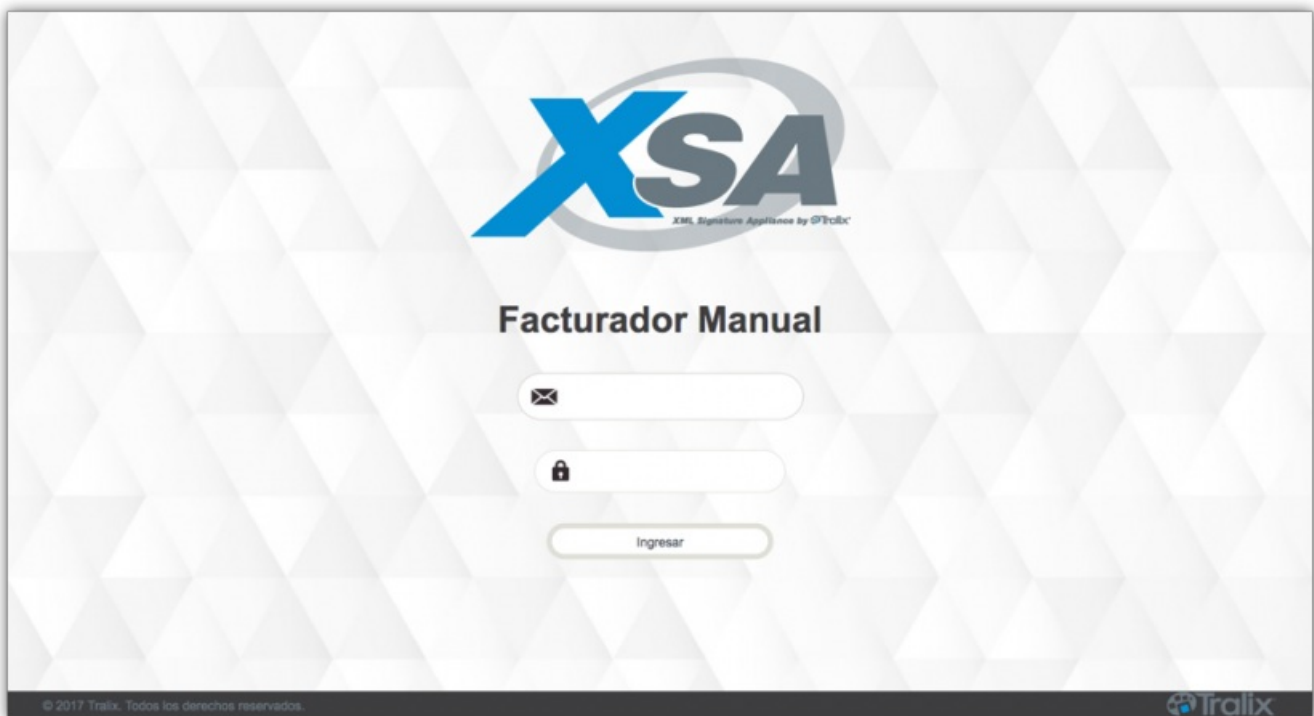 XSA
XML Signature Appliance by Tralix
Facturador Manual
Ingresar
© 2017 Tralix. Todos los derechos reservados.
Tralix